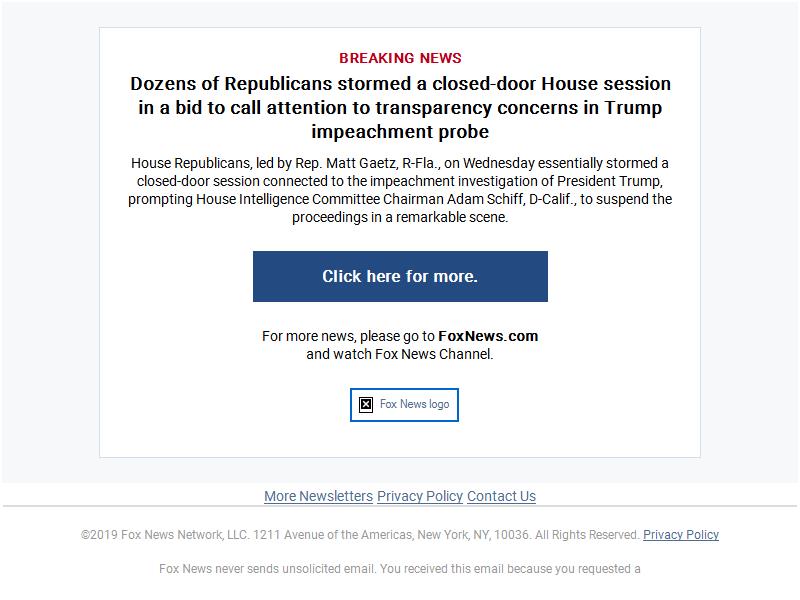 BREAKING NEWS
Dozens of Republicans stormed a closed-door House session
in a bid to call attention to transparency concerns in Trump
impeachment probe
House Republicans, led by Rep. Matt Gaetz, R-Fla., on Wednesday essentially stormed a
closed-door session connected to the impeachment investigation of President Trump,
prompting House Intelligence Committee Chairman Adam Schiff, D-Calif., to suspend the
proceedings in a remarkable scene.
Click here for more.
For more news, please go to FoxNews.com
and watch Fox News Channel.
Fox News logo
More Newsletters Privacy Policy Contact Us
©2019 Fox News Network, LLC. 1211 Avenue of the Americas, New York, NY, 10036. All Rights Reserved. Privacy Policy
Fox News never sends unsolicited email. You received this email because you requested a